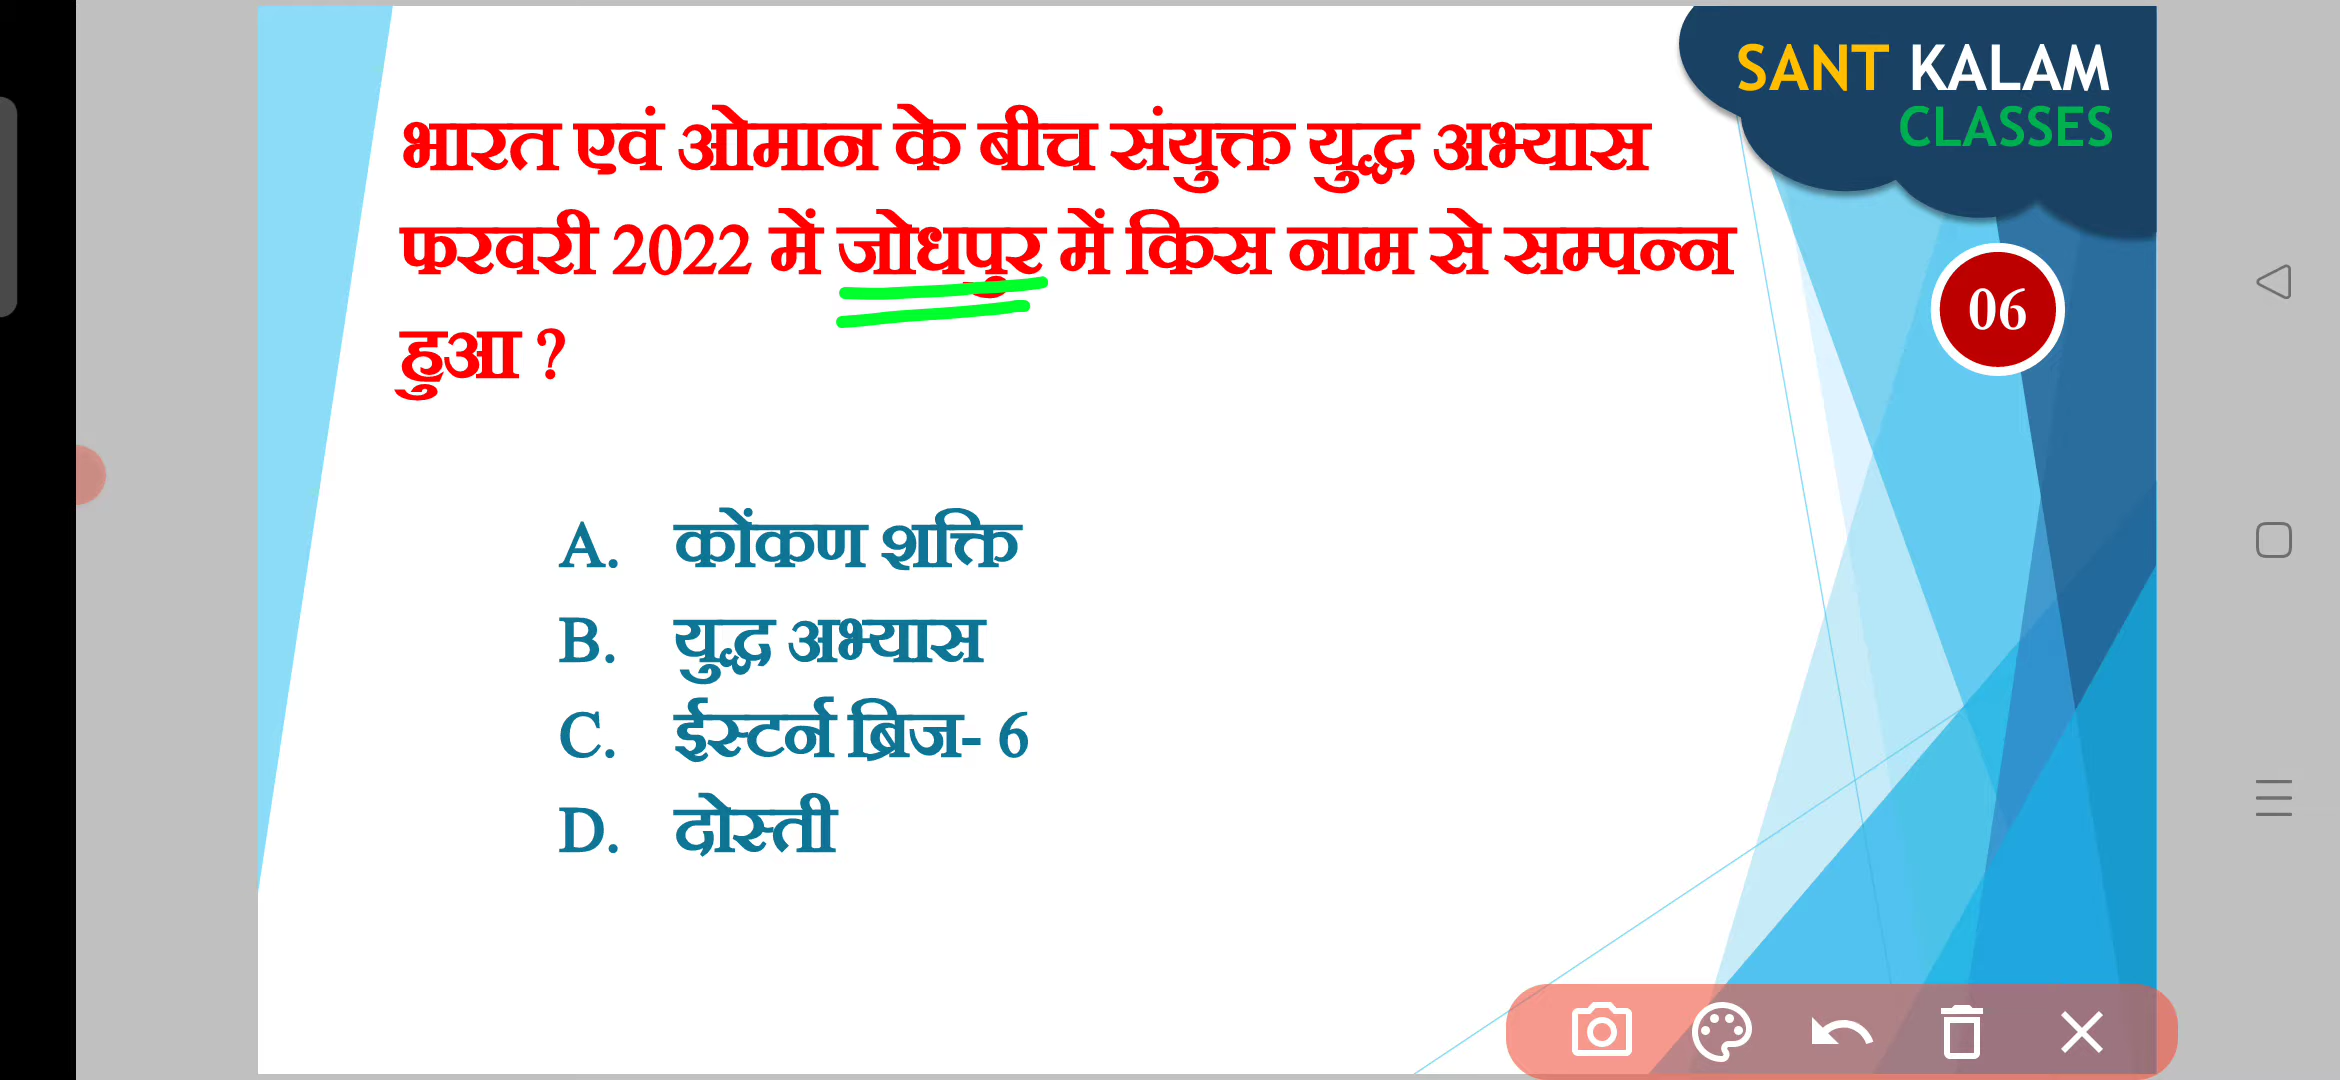 SANT KALAM
CLASSES
भारत एवं ओमान के बीच संयुक्त युद्ध अभ्यास
फरवरी 2022 में जोधपुर में किस नाम से सम्पन्न
हुआ ?
06
A. कोंकण शक्ति
B. युद्ध अभ्यास
C. ईस्टर्न ब्रिज- 6
D. दोस्ती